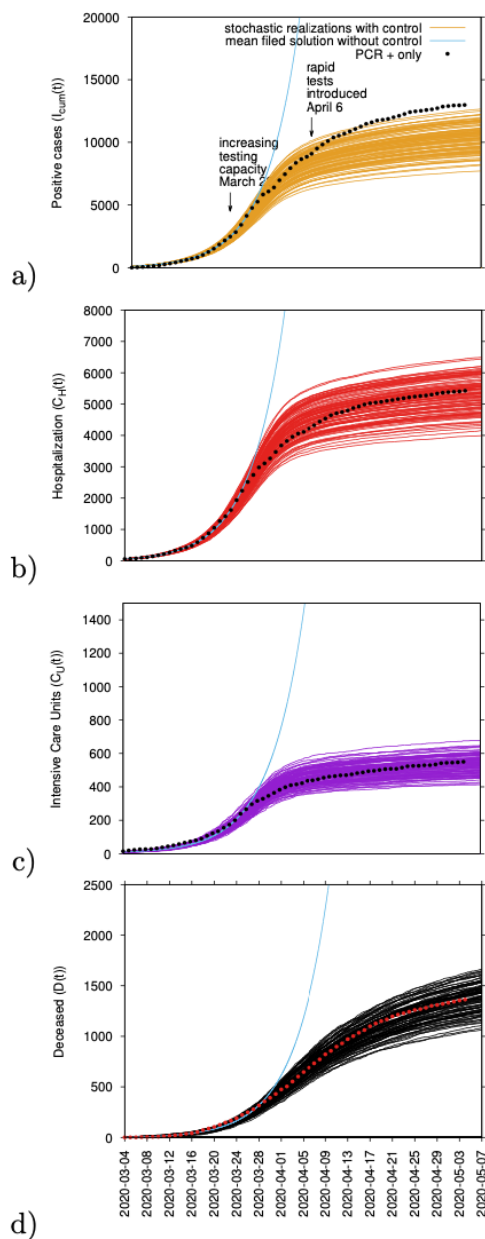 20000
15000
10000
5000
0
Positive cases (I_cum(t))
stochastic realizations with control
mean filed solution without control
PCR + only
rapid
tests
introduced
April 6
increasing
testing
capacity
March 2
a)
8000
7000
6000
5000
4000
3000
2000
1000
0
Hospitalization (C_H(t))
b)
1400
1200
1000
800
600
400
200
0
Intensive Care Units (C_U(t))
c)
2500
2000
1500
1000
500
0
Deceased (D(t))
d)
2020-03-04
2020-03-08
2020-03-12
2020-03-16
2020-03-20
2020-03-24
2020-03-28
2020-04-01
2020-04-05
2020-04-09
2020-04-13
2020-04-17
2020-04-21
2020-04-25
2020-04-29
2020-05-03
2020-05-07